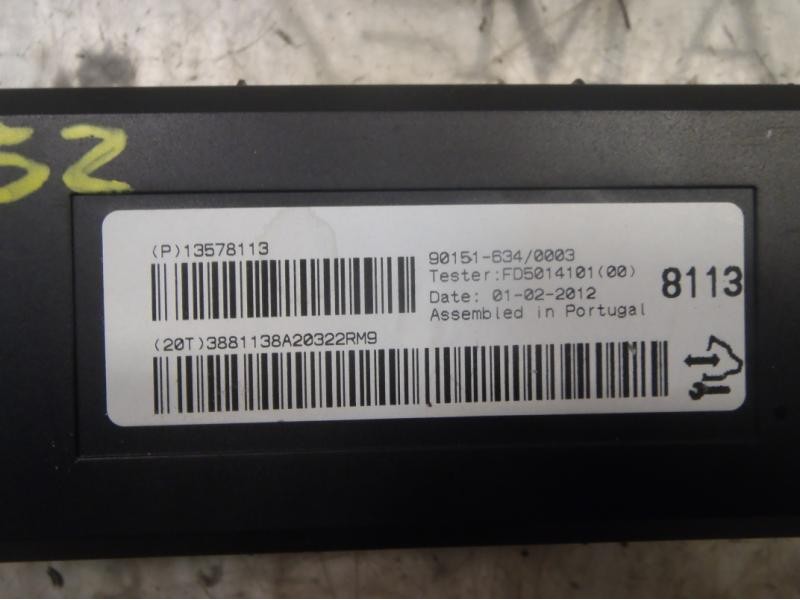 52
(P)13578113
90151-634/0003
Tester:FD5014101(00)
Date: 01-02-2012
Assembled in Portugal
8113
(20T)3881138A20322RM9